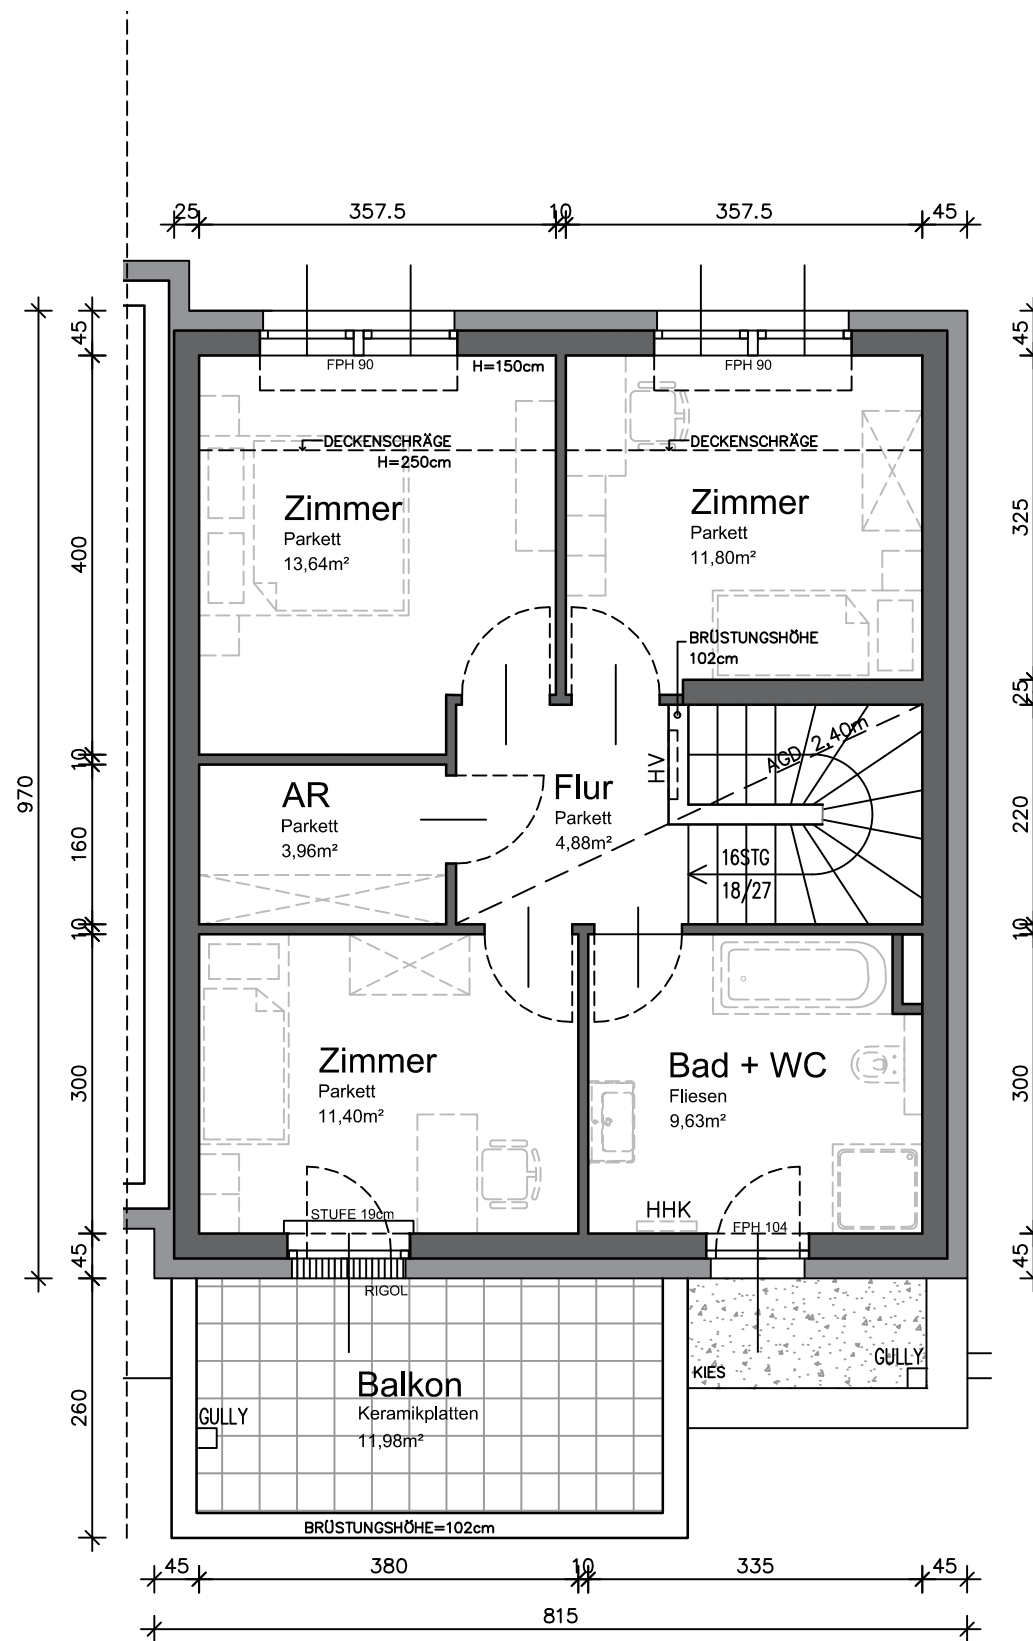 25
357.5
10
357.5
45
45
400
10
160
10
300
45
970
260
45
325
25
220
10
300
45
FPH 90
H=150cm
FPH 90
DECKENSCHRÄGE
H=250cm
DECKENSCHRÄGE
Zimmer
Parkett
13,64m²
Zimmer
Parkett
11,80m²
BRÜSTUNGSHÖHE
102cm
AGD 2,40m
HV
AR
Parkett
3,96m²
Flur
Parkett
4,88m²
16STG
18/27
Zimmer
Parkett
11,40m²
Bad + WC
Fliesen
9,63m²
HHK
STUFE 19cm
FPH 104
RIGOL
Balkon
Keramikplatten
11,98m²
GULLY
KIES
GULLY
BRÜSTUNGSHÖHE=102cm
45
380
10
335
45
815